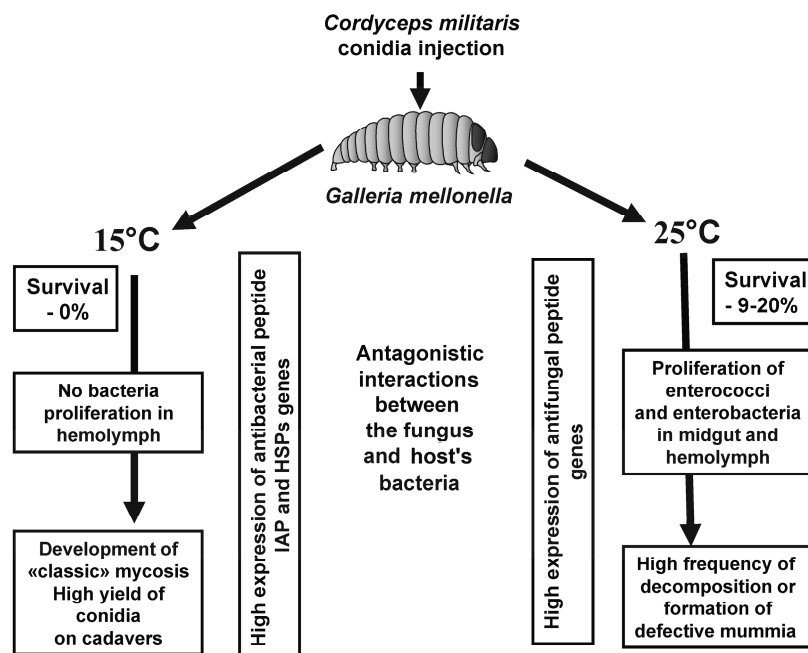 Cordyceps militaris
conidia injection
Galleria mellonella
15°C
25°C
Survival
- 0%
No bacteria
proliferation in
hemolymph
Development of
«classic» mycosis
High yield of
conidia
on cadavers
High expression of antibacterial peptide
IAP and HSPs genes
Antagonistic
interactions
between
the fungus
and host's
bacteria
High expression of antifungal peptide
genes
Survival
- 9-20%
Proliferation of
enterococci
and enterobacteria
in midgut and
hemolymph
High frequency of
decomposition or
formation of
defective mummia